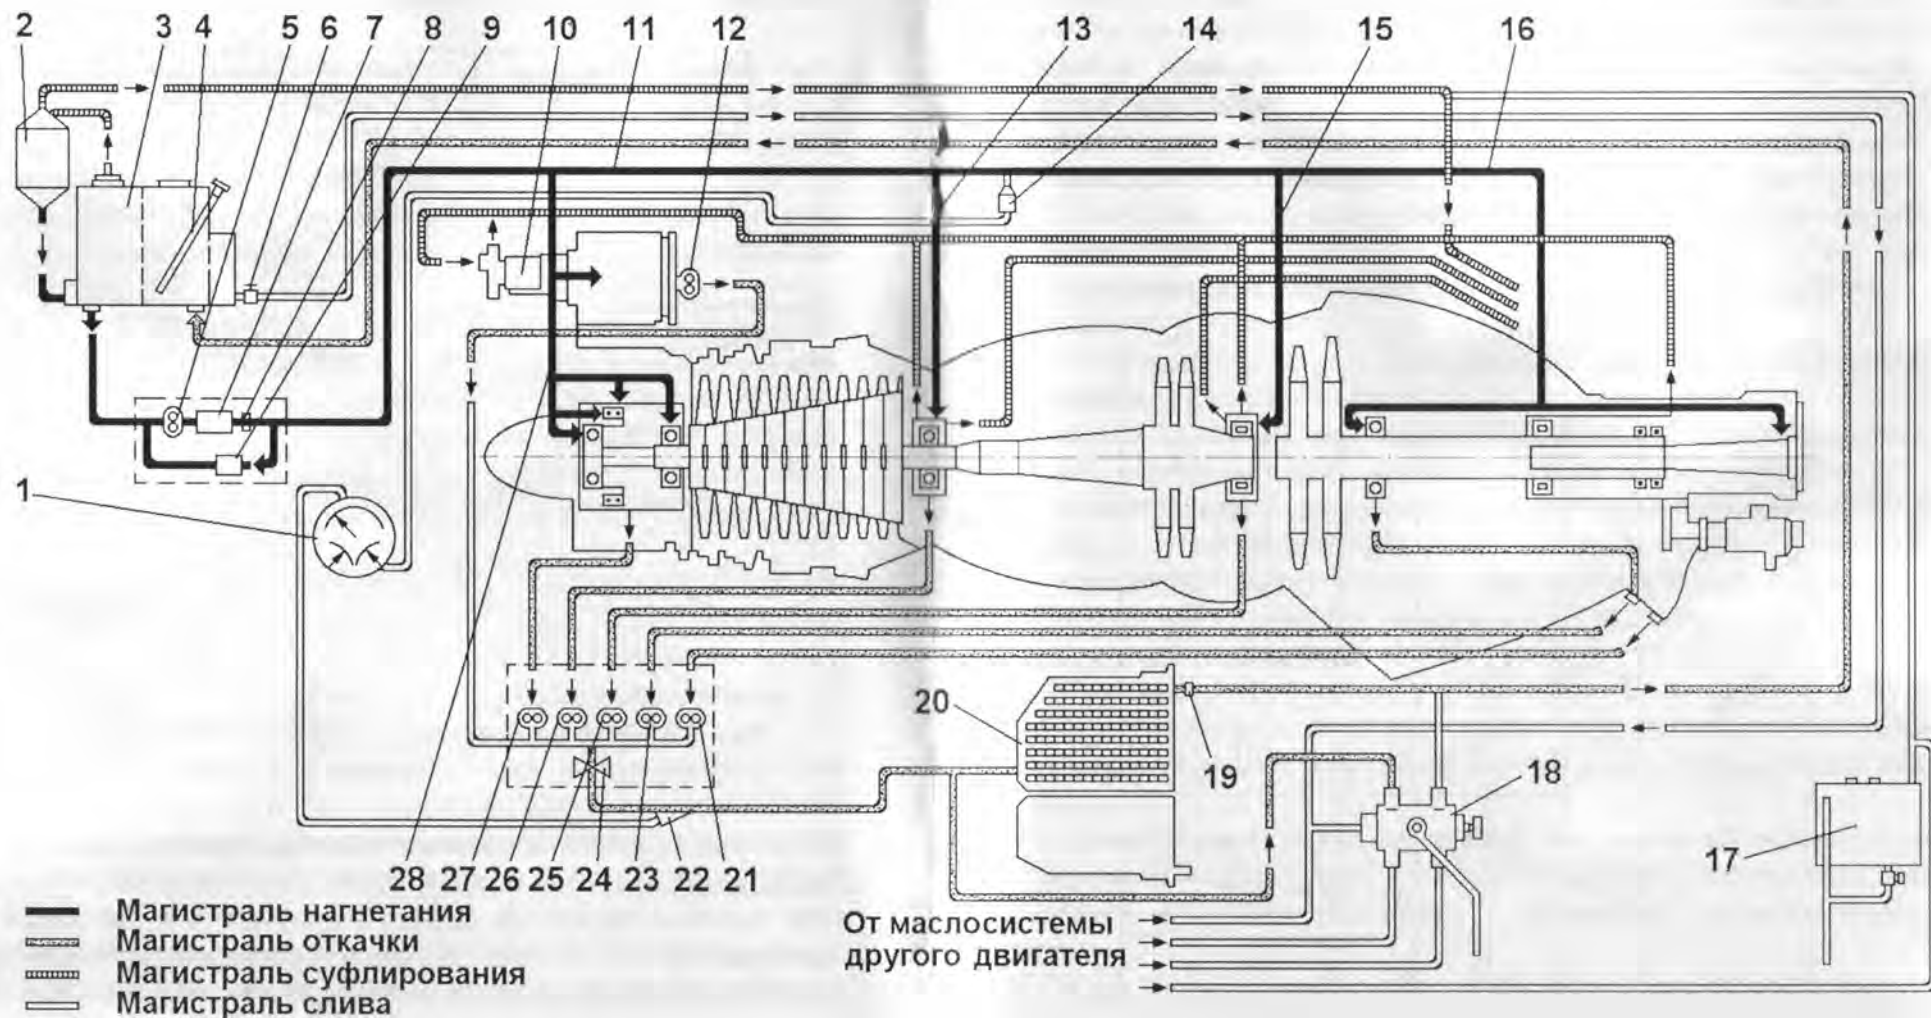 2 3 4 5 6 7 8 9 10 11 12 13 14 15 16
1
20
19
18
17
28 27 26 25 24 23 22 21
Магистраль нагнетания
Магистраль откачки
Магистраль суфлирования
Магистраль слива
От маслосистемы
другого двигателя